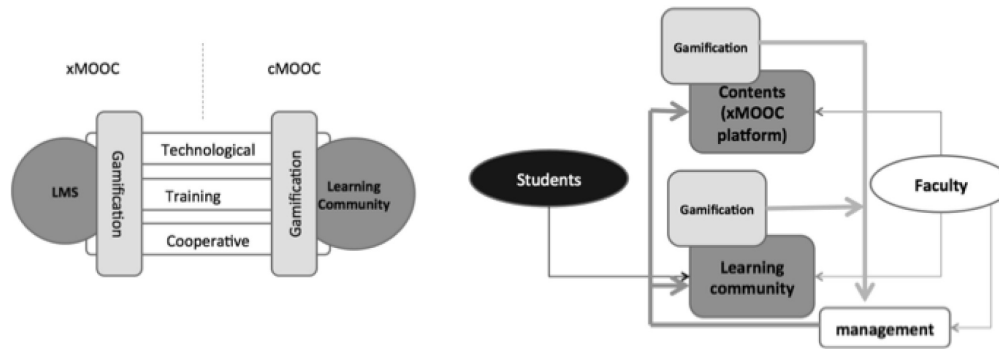 xMOOC
cMOOC
LMS
Gamification
Technological
Training
Cooperative
Gamification
Learning
Community
Gamification
Contents
(xMOOC
platform)
Students
Faculty
Gamification
Learning
community
management